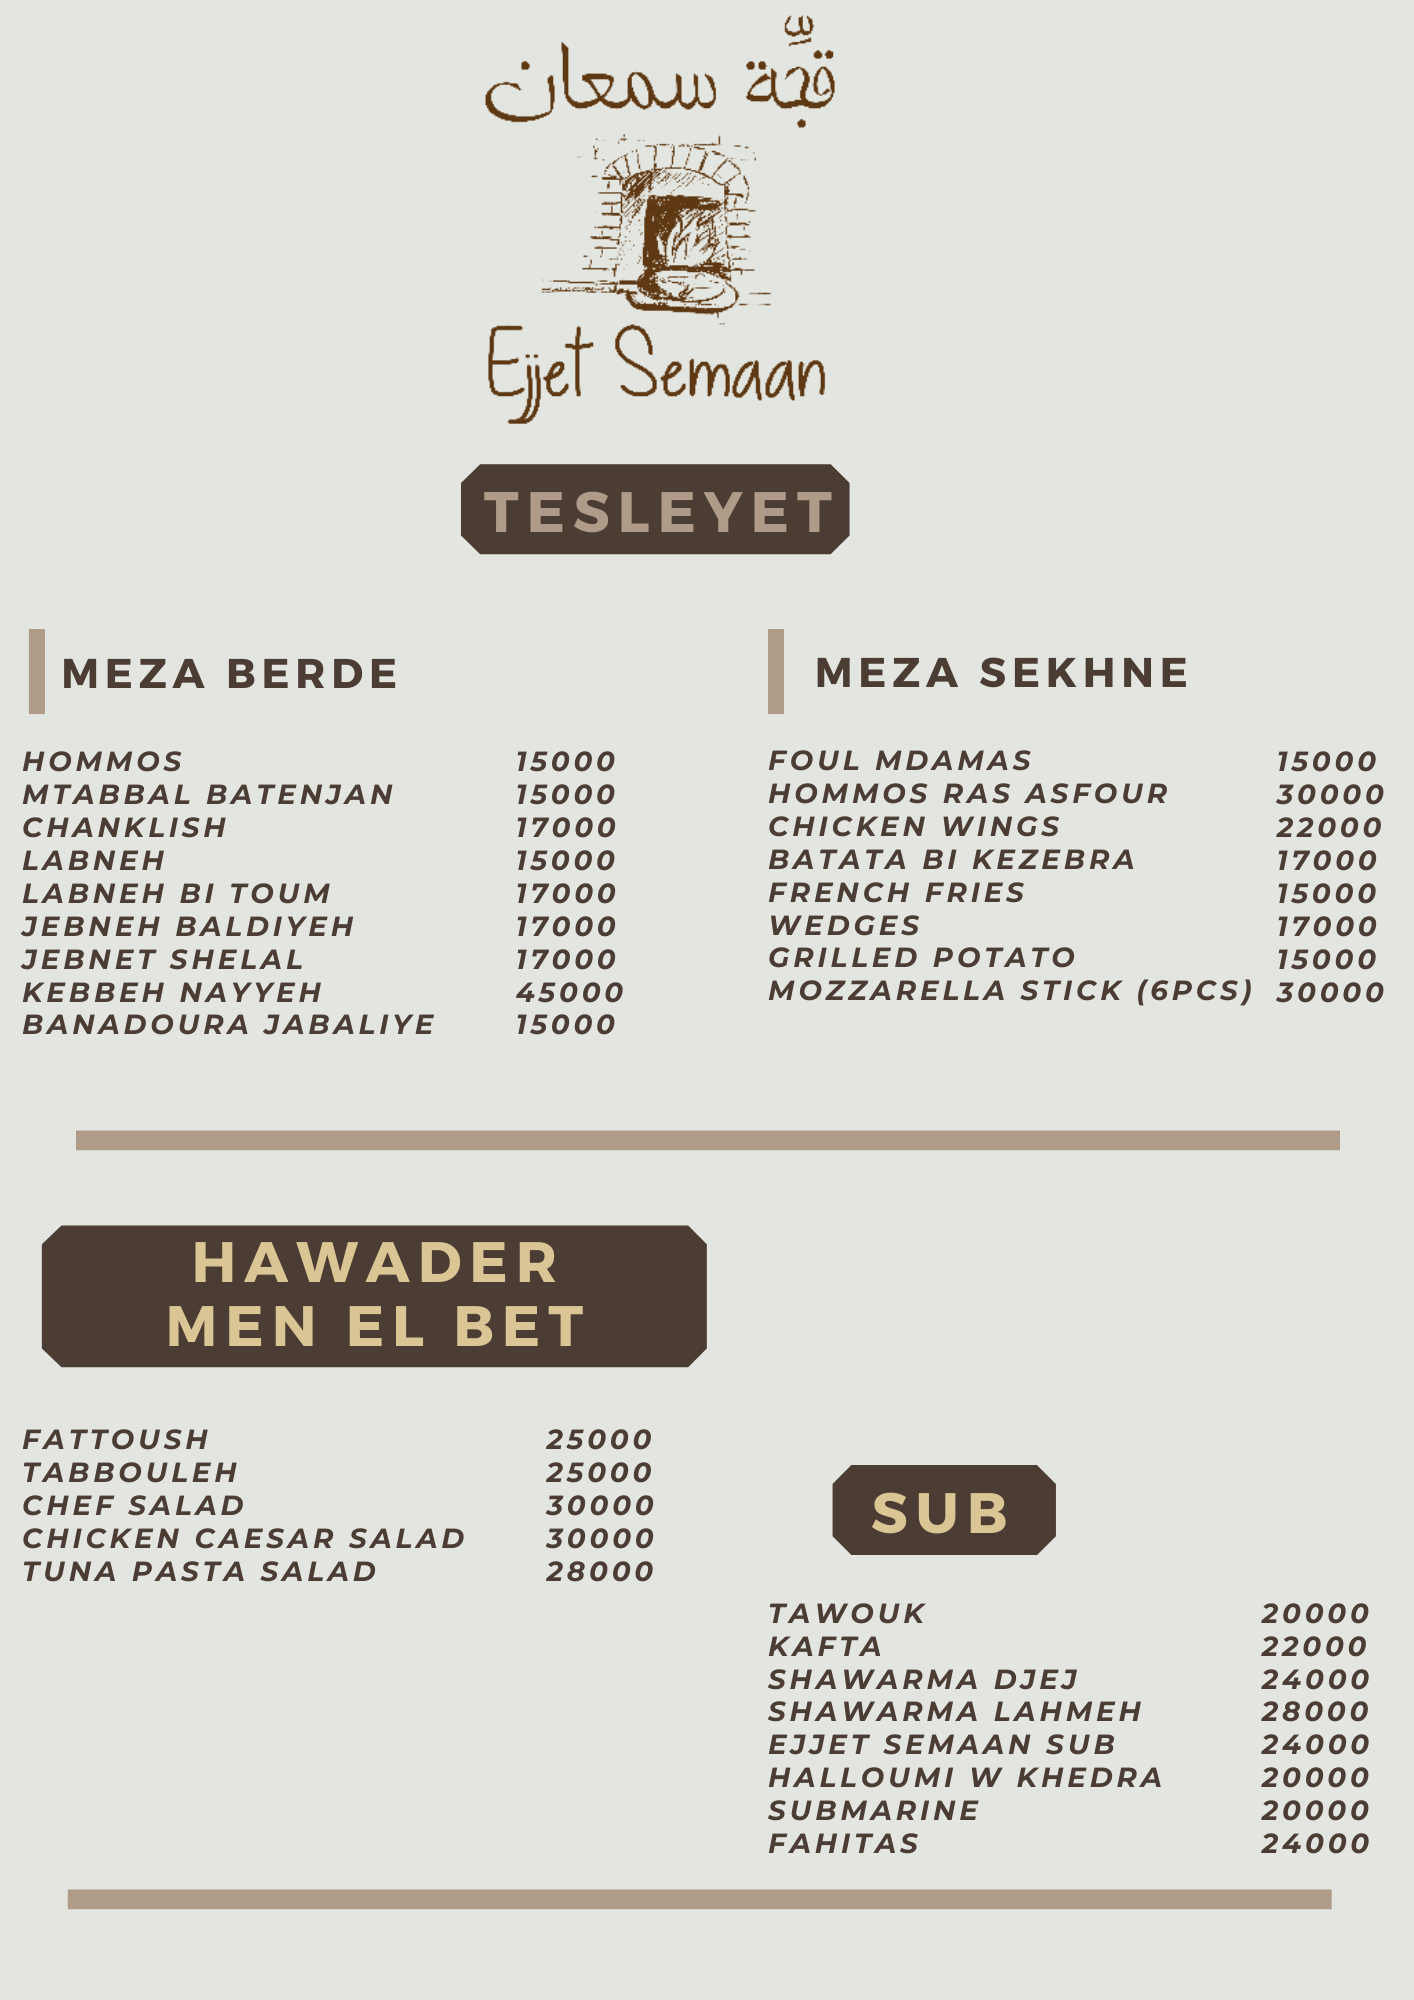 قجّة سمعان
Ejjet Semaan
TESLEYET
MEZA BERDE
HOMMOS 15000
MTABBAL BATENJAN 15000
CHANKLISH 17000
LABNEH 15000
LABNEH BI TOUM 17000
JEBNEH BALDIYEH 17000
JEBNET SHELAL 17000
KEBBEH NAYYEH 45000
BANADOURA JABALIYE 15000
MEZA SEKHNE
FOUL MDAMAS 15000
HOMMOS RAS ASFOUR 30000
CHICKEN WINGS 22000
BATATA BI KEZEBRA 17000
FRENCH FRIES 15000
WEDGES 17000
GRILLED POTATO 15000
MOZZARELLA STICK (6PCS) 30000
HAWADER
MEN EL BET
FATTOUSH 25000
TABBOULEH 25000
CHEF SALAD 30000
CHICKEN CAESAR SALAD 30000
TUNA PASTA SALAD 28000
SUB
TAWOUK 20000
KAFTA 22000
SHAWARMA DJEJ 24000
SHAWARMA LAHMEH 28000
EJJET SEMAAN SUB 24000
HALLOUMI W KHEDRA 20000
SUBMARINE 20000
FAHITAS 24000